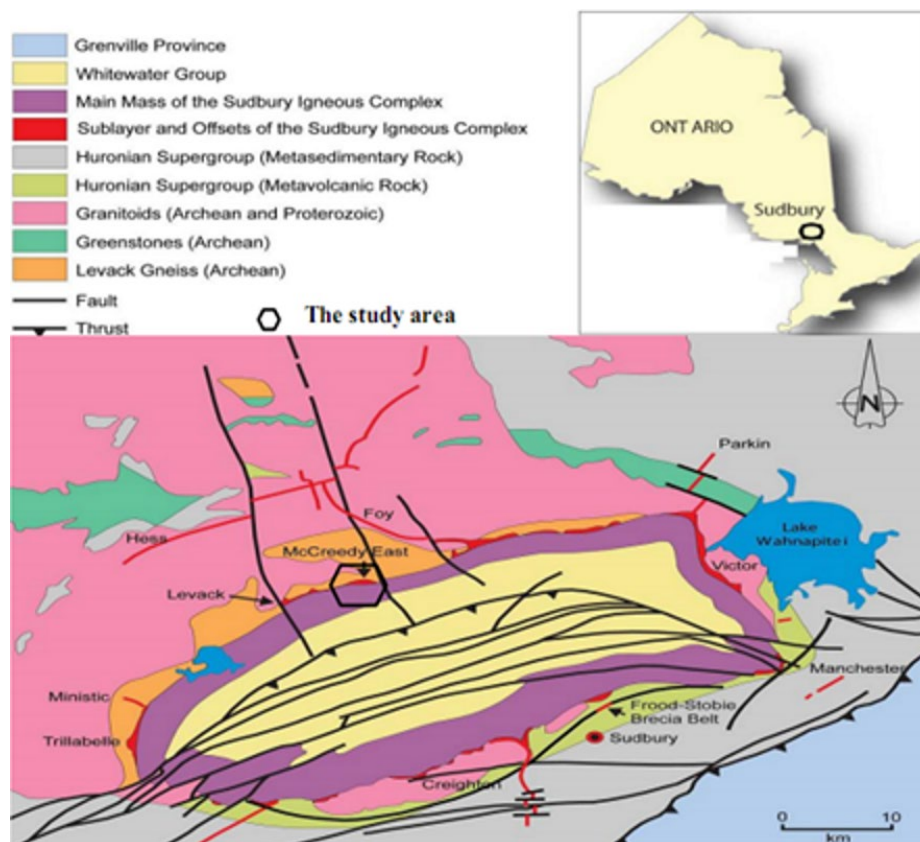 Grenville Province
Whitewater Group
Main Mass of the Sudbury Igneous Complex
Sublayer and Offsets of the Sudbury Igneous Complex
Huronian Supergroup (Metasedimentary Rock)
Huronian Supergroup (Metavolcanic Rock)
Granitoids (Archean and Proterozoic)
Greenstones (Archean)
Levack Gneiss (Archean)
Fault
Thrust
The study area
ONT ARIO
Sudbury
N
Parkin
Lake
Wahnapitei
Foy
Hess
McCreedy East
Victor
Levack
Manchester
Ministic
Frood-Stobie
Brecia Belt
Trillabelle
Sudbury
Creighton
0 10
km